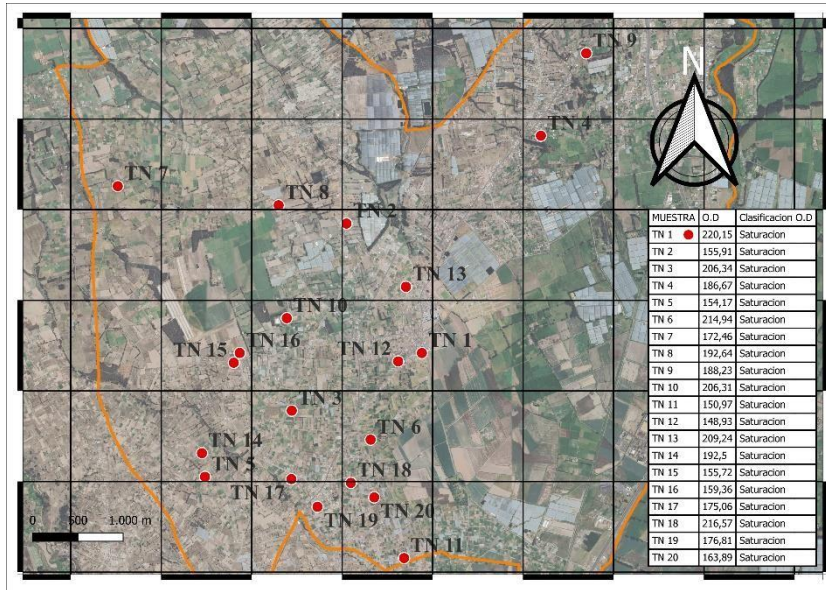 TN 9
N
TN 4
TN 7
TN 8
TN 2
TN 13
TN 10
TN 16
TN 15
TN 12
TN 1
TN 3
TN 6
TN 14
TN 5
TN 17
TN 18
TN 20
TN 19
TN 11
0 500 1.000 m
MUESTRA O.D Clasificacion O.D
TN 1 220,15 Saturacion
TN 2 155,91 Saturacion
TN 3 206,34 Saturacion
TN 4 186,67 Saturacion
TN 5 154,17 Saturacion
TN 6 214,94 Saturacion
TN 7 172,46 Saturacion
TN 8 192,64 Saturacion
TN 9 188,23 Saturacion
TN 10 206,31 Saturacion
TN 11 150,97 Saturacion
TN 12 148,93 Saturacion
TN 13 209,24 Saturacion
TN 14 192,5 Saturacion
TN 15 155,72 Saturacion
TN 16 159,36 Saturacion
TN 17 175,06 Saturacion
TN 18 216,57 Saturacion
TN 19 176,81 Saturacion
TN 20 163,89 Saturacion